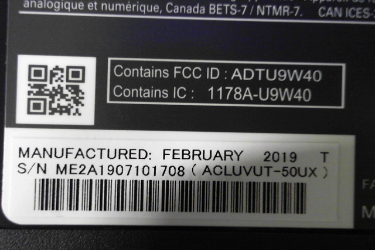 analogique et numérique, Canada BETS-7 / NTMR-7. CAN ICES-
Contains FCC ID : ADTU9W40
Contains IC : 1178A-U9W40
MANUFACTURED: FEBRUARY 2019 T
S/N ME2A1907101708 ( ACLUVUT-50UX )
FA
M